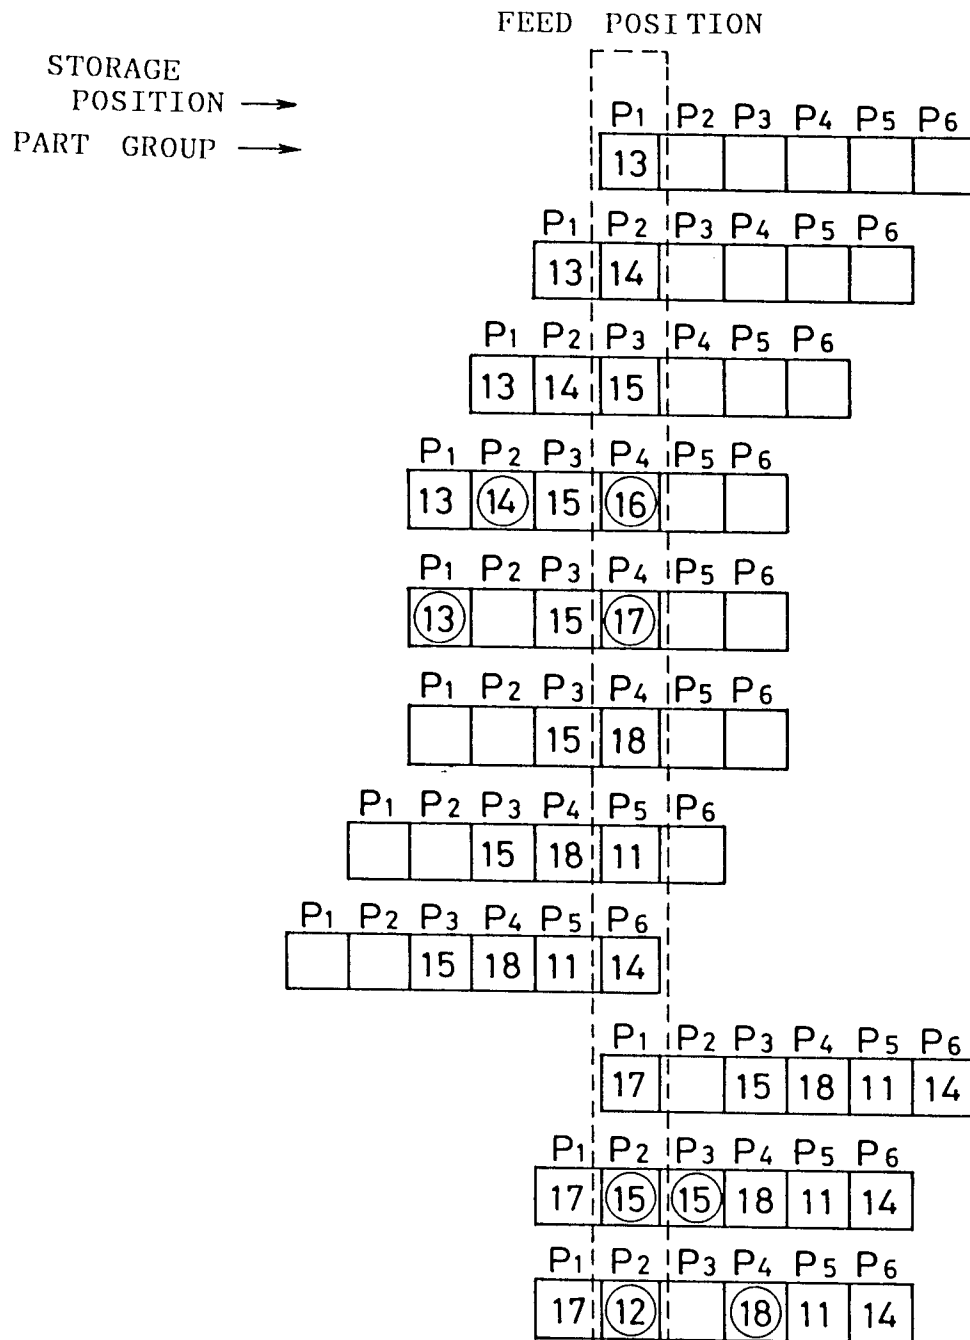 FEED POSITION
STORAGE
POSITION →
PART GROUP →
P1 P2 P3 P4 P5 P6
13
P1 P2 P3 P4 P5 P6
13 14
P1 P2 P3 P4 P5 P6
13 14 15
P1 P2 P3 P4 P5 P6
13 14 15 16
P1 P2 P3 P4 P5 P6
13 15 17
P1 P2 P3 P4 P5 P6
15 18
P1 P2 P3 P4 P5 P6
15 18 11
P1 P2 P3 P4 P5 P6
15 18 11 14
P1 P2 P3 P4 P5 P6
17 15 18 11 14
P1 P2 P3 P4 P5 P6
17 15 15 18 11 14
P1 P2 P3 P4 P5 P6
17 12 18 11 14